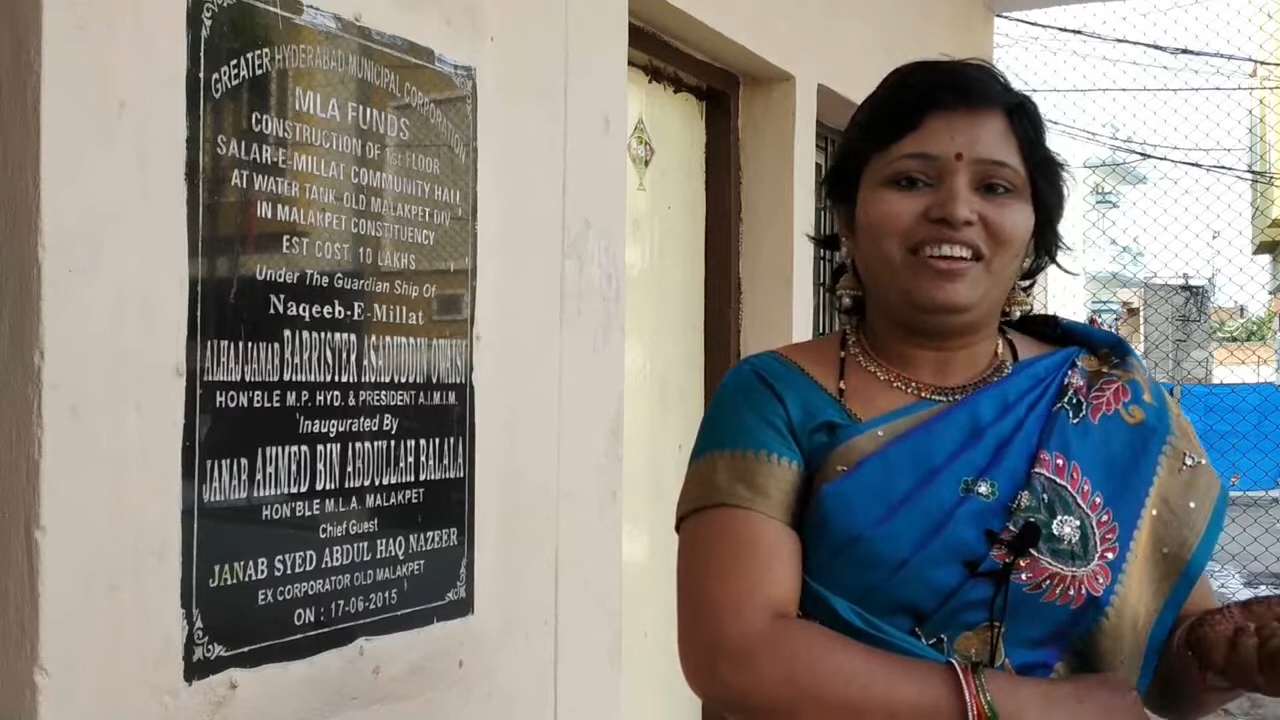 GREATER HYDERABAD MUNICIPAL CORPORATION
MLA FUNDS
CONSTRUCTION OF 1st FLOOR
SALAR-E-MILLAT COMMUNITY HALL
AT WATER TANK OLD MALAKPET DIV
IN MALAKPET CONSTITUENCY
EST COST. 10 LAKHS
Under The Guardian Ship Of
Naqeeb-E-Millat
ALHAJ JANAB BARRISTER ASADUDDIN OWAISI
HON'BLE M.P. HYD. & PRESIDENT A.I.M.I.M.
Inaugurated By
JANAB AHMED BIN ABDULLAH BALALA
HON'BLE M.L.A. MALAKPET
Chief Guest
JANAB SYED ABDUL HAQ NAZEER
EX CORPORATOR OLD MALAKPET
ON : 17-06-2015